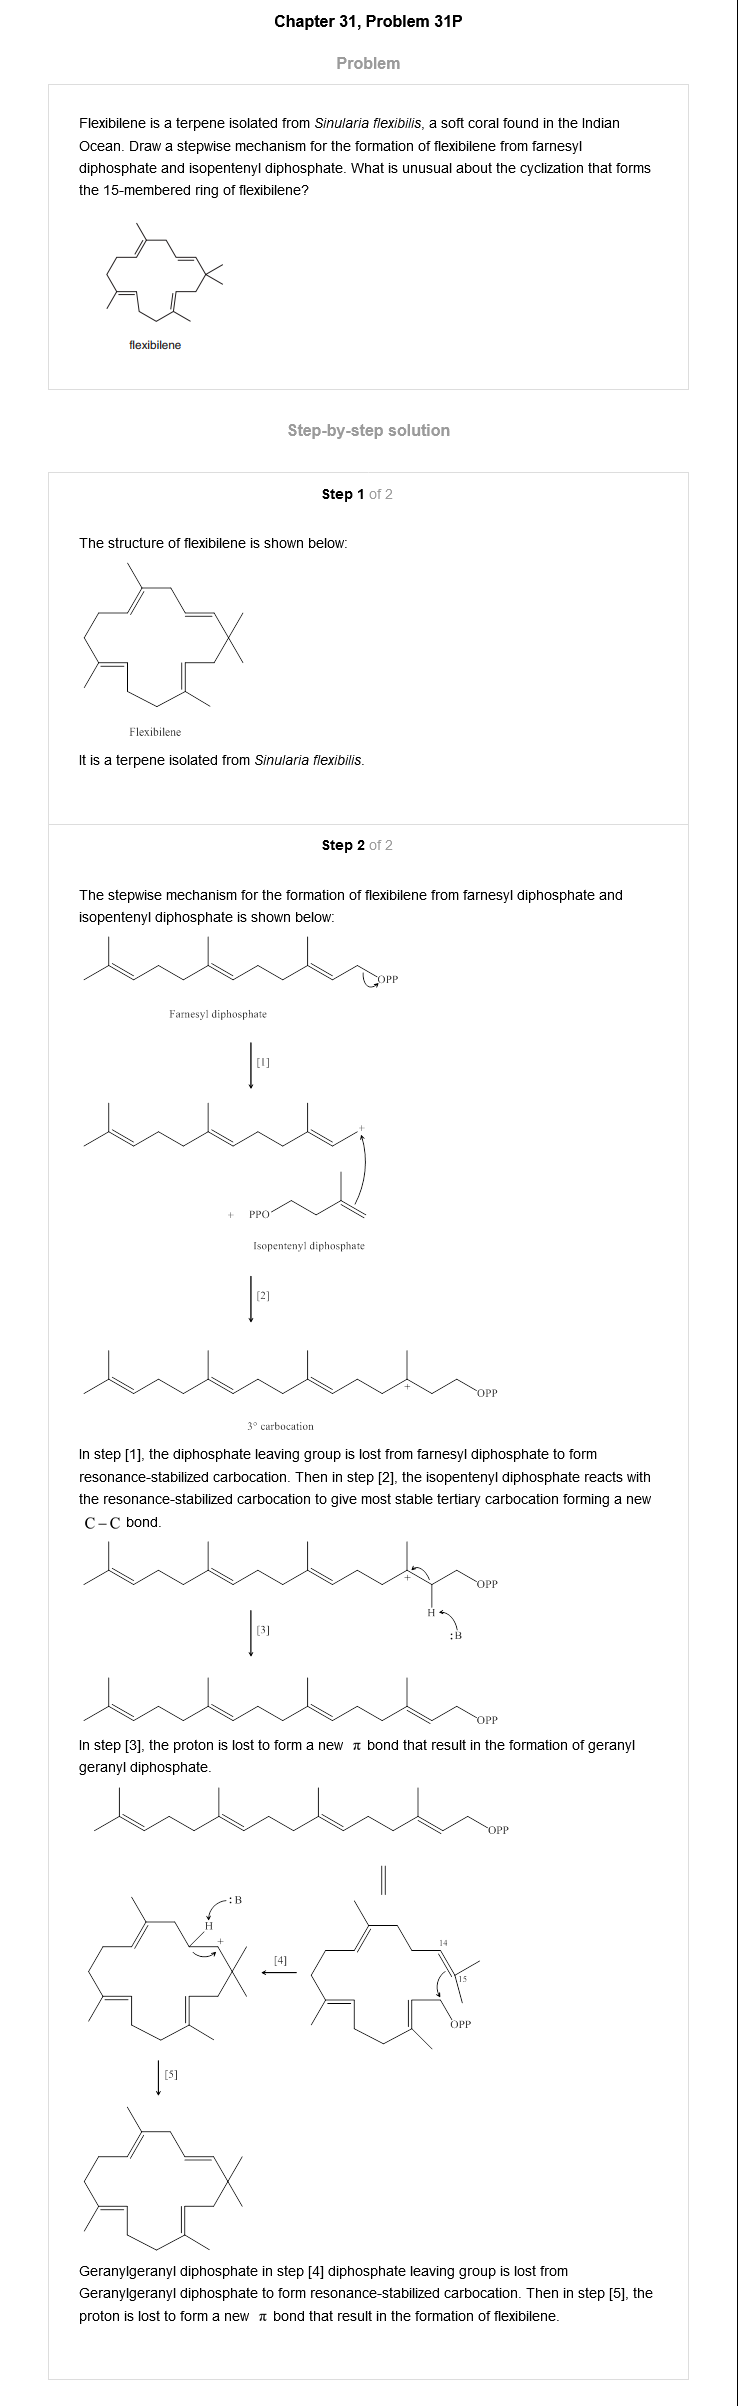 Chapter 31, Problem 31P
Problem
Flexibilene is a terpene isolated from Sinularia flexibilis, a soft coral found in the Indian
Ocean. Draw a stepwise mechanism for the formation of flexibilene from farnesyl
diphosphate and isopentenyl diphosphate. What is unusual about the cyclization that forms
the 15-membered ring of flexibilene?
flexibilene
Step-by-step solution
Step 1 of 2
The structure of flexibilene is shown below:
Flexibilene
It is a terpene isolated from Sinularia flexibilis.
Step 2 of 2
The stepwise mechanism for the formation of flexibilene from farnesyl diphosphate and
isopentenyl diphosphate is shown below:
OPP
Farnesyl diphosphate
[1]
+
+ PPO
Isopentenyl diphosphate
[2]
+
OPP
3° carbocation
In step [1], the diphosphate leaving group is lost from farnesyl diphosphate to form
resonance-stabilized carbocation. Then in step [2], the isopentenyl diphosphate reacts with
the resonance-stabilized carbocation to give most stable tertiary carbocation forming a new
C–C bond.
+
OPP
H
:B
[3]
OPP
In step [3], the proton is lost to form a new π bond that result in the formation of geranyl
geranyl diphosphate.
OPP
:B
H
+
14
[4]
15
OPP
[5]
Geranylgeranyl diphosphate in step [4] diphosphate leaving group is lost from
Geranylgeranyl diphosphate to form resonance-stabilized carbocation. Then in step [5], the
proton is lost to form a new π bond that result in the formation of flexibilene.